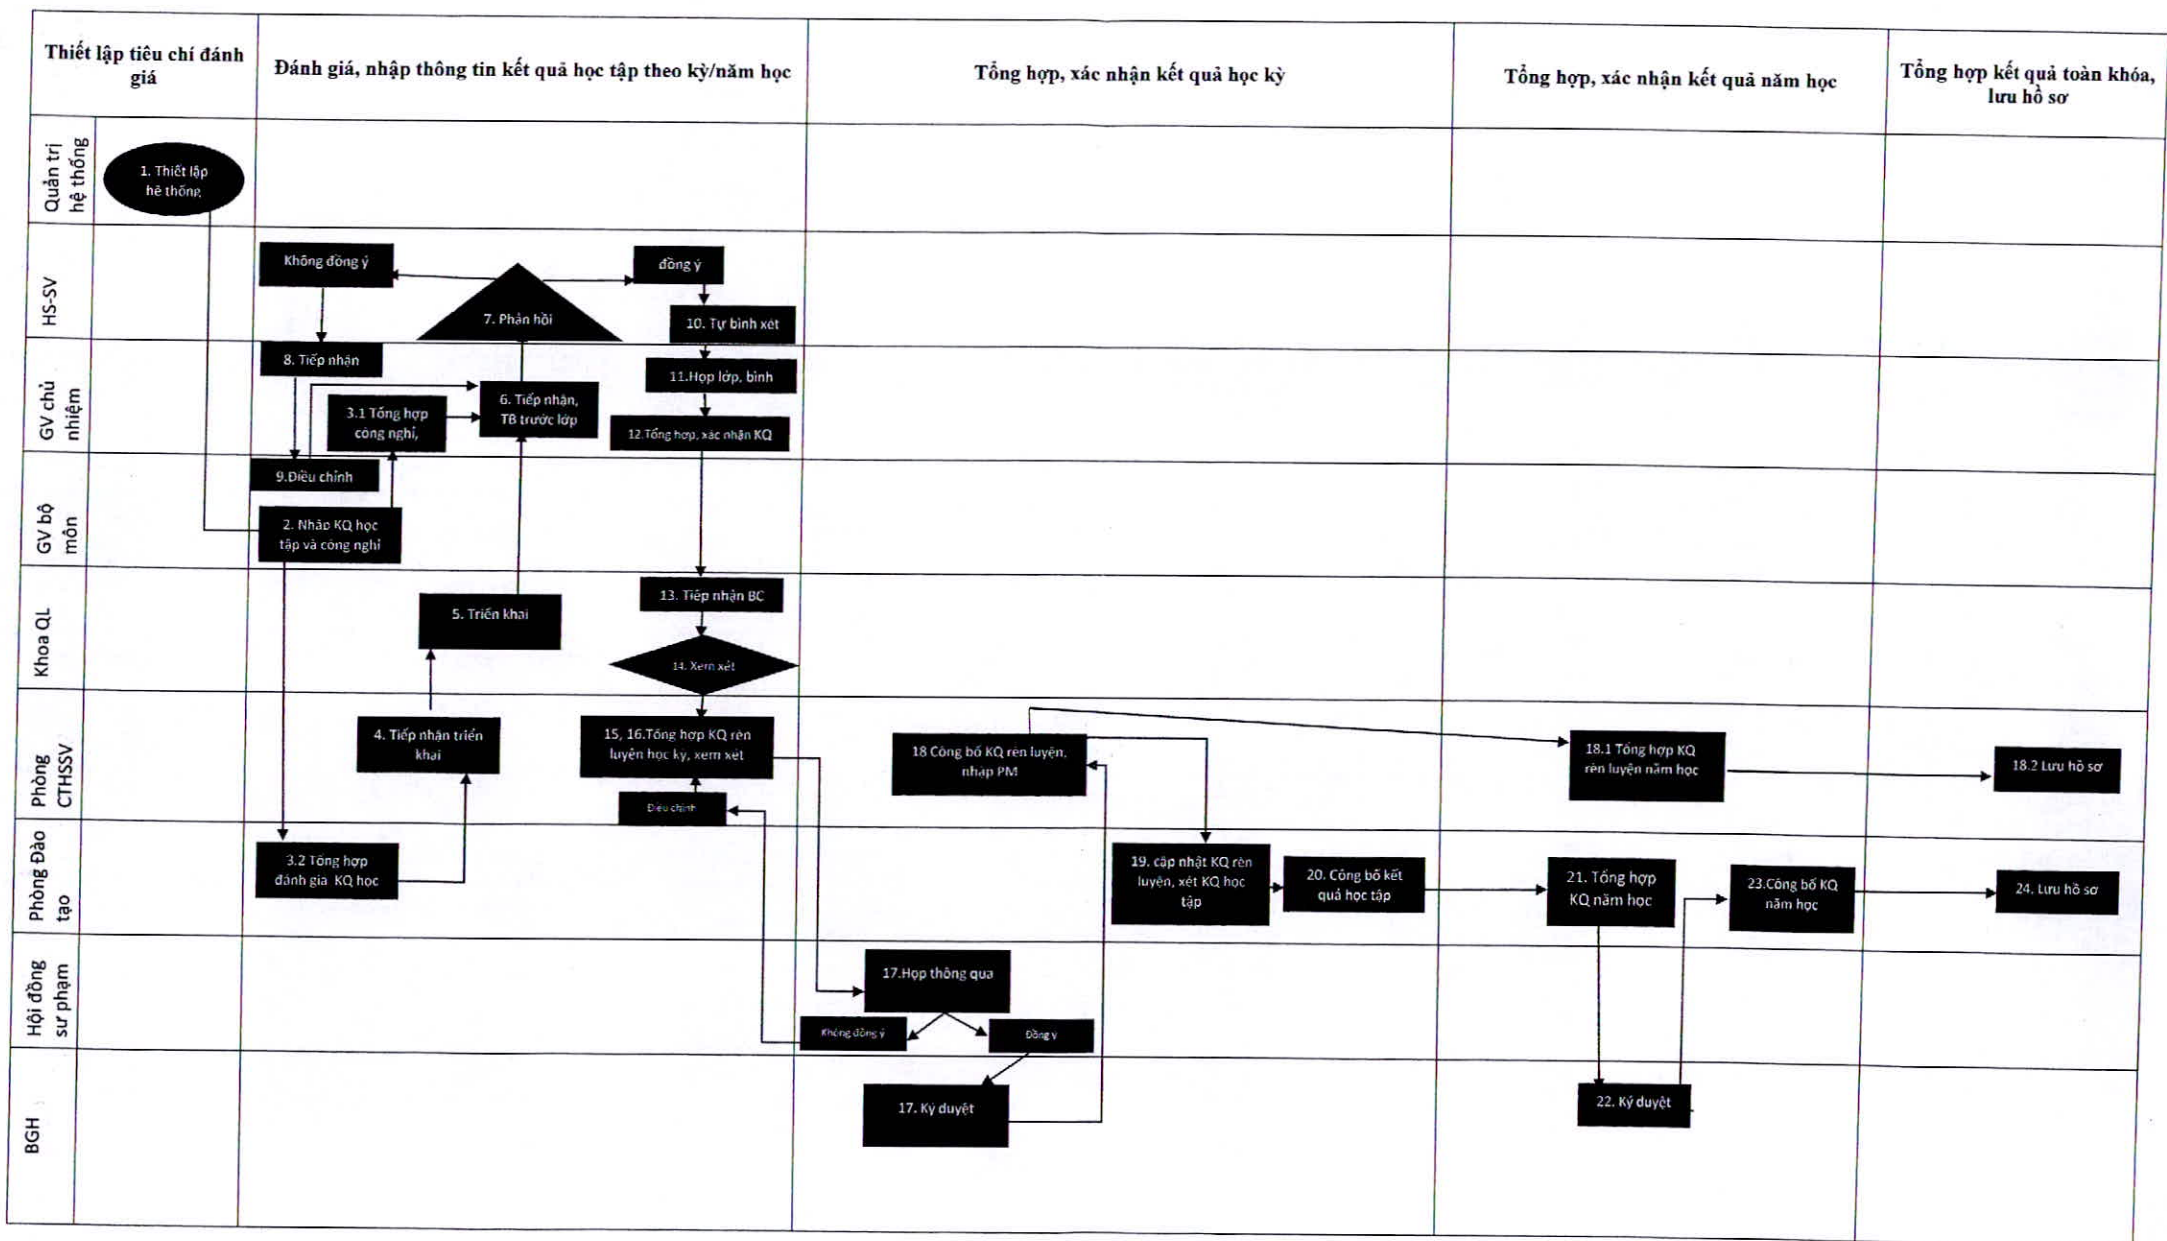 Thiết lập tiêu chí đánh
giá
Đánh giá, nhập thông tin kết quả học tập theo kỳ/năm học
Tổng hợp, xác nhận kết quả học kỳ
Tổng hợp, xác nhận kết quả năm học
Tổng hợp kết quả toàn khóa,
lưu hồ sơ
Quản trị
hệ thống
1. Thiết lập
hệ thống,
HS-SV
Không đồng ý
7. Phản hồi
đồng ý
10. Tự bình xét
GV chủ
nhiệm
8. Tiếp nhận
3.1 Tổng hợp
công nghỉ,
6. Tiếp nhận,
TB trước lớp
11.Họp lớp, bình
12.Tổng hợp, xác nhận KQ
GV bộ
môn
9.Điều chỉnh
2. Nhập KQ học
tập và công nghỉ
Khoa QL
5. Triển khai
13. Tiếp nhận BC
14. Xem xét
Phòng
CTHSSV
4. Tiếp nhận triển
khai
15, 16.Tổng hợp KQ rèn
luyện học kỳ, xem xét
Điều chỉnh
18 Công bố KQ rèn luyện,
nhập PM
18.1 Tổng hợp KQ
rèn luyện năm học
18.2 Lưu hồ sơ
Phòng Đào
tạo
3.2 Tổng hợp
đánh giá KQ học
19. cập nhật KQ rèn
luyện, xét KQ học
tập
20. Công bố kết
quả học tập
21. Tổng hợp
KQ năm học
23.Công bố KQ
năm học
24. Lưu hồ sơ
Hội đồng
sư phạm
17.Họp thông qua
Không đồng ý
Đồng ý
BGH
17. Ký duyệt
22. Ký duyệt